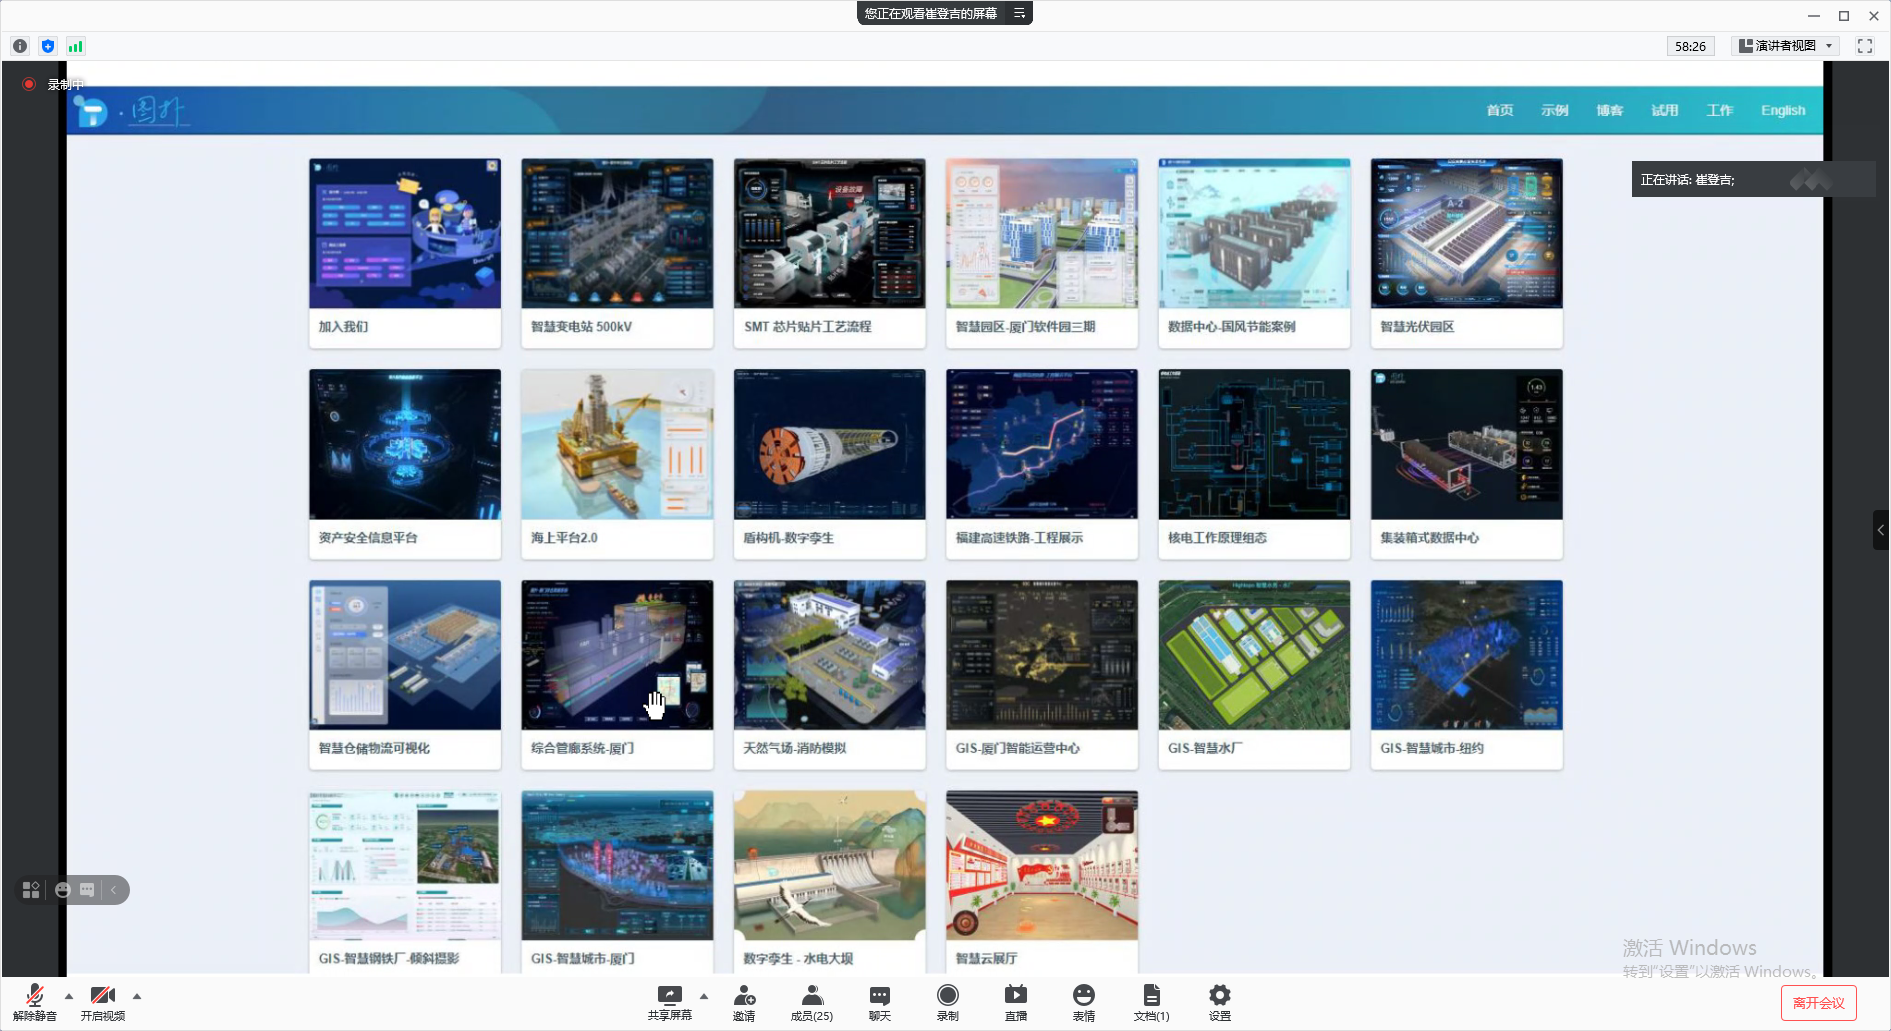 您正在观看崔登吉的屏幕
58:26
演讲者视图
录制中
· 图扑
首页
示例
博客
试用
工作
English
正在讲话: 崔登吉;
设备故障
A-2
加入我们
智慧变电站 500kV
SMT 芯片贴片工艺流程
智慧园区-厦门软件园三期
数据中心-国风节能案例
智慧光伏园区
1:43
资产安全信息平台
海上平台2.0
盾构机-数字孪生
福建高速铁路-工程展示
核电工作原理组态
集装箱式数据中心
HT
智慧仓储物流可视化
综合管廊系统-厦门
天然气场-消防模拟
GIS-厦门智能运营中心
GIS-智慧水厂
GIS-智慧城市-纽约
GIS-智慧钢铁厂-倾斜摄影
GIS-智慧城市-厦门
数字孪生 - 水电大坝
智慧云展厅
激活 Windows
转到"设置"以激活 Windows。
解除静音
开启视频
共享屏幕
邀请
成员(25)
聊天
录制
直播
表情
文档(1)
设置
离开会议